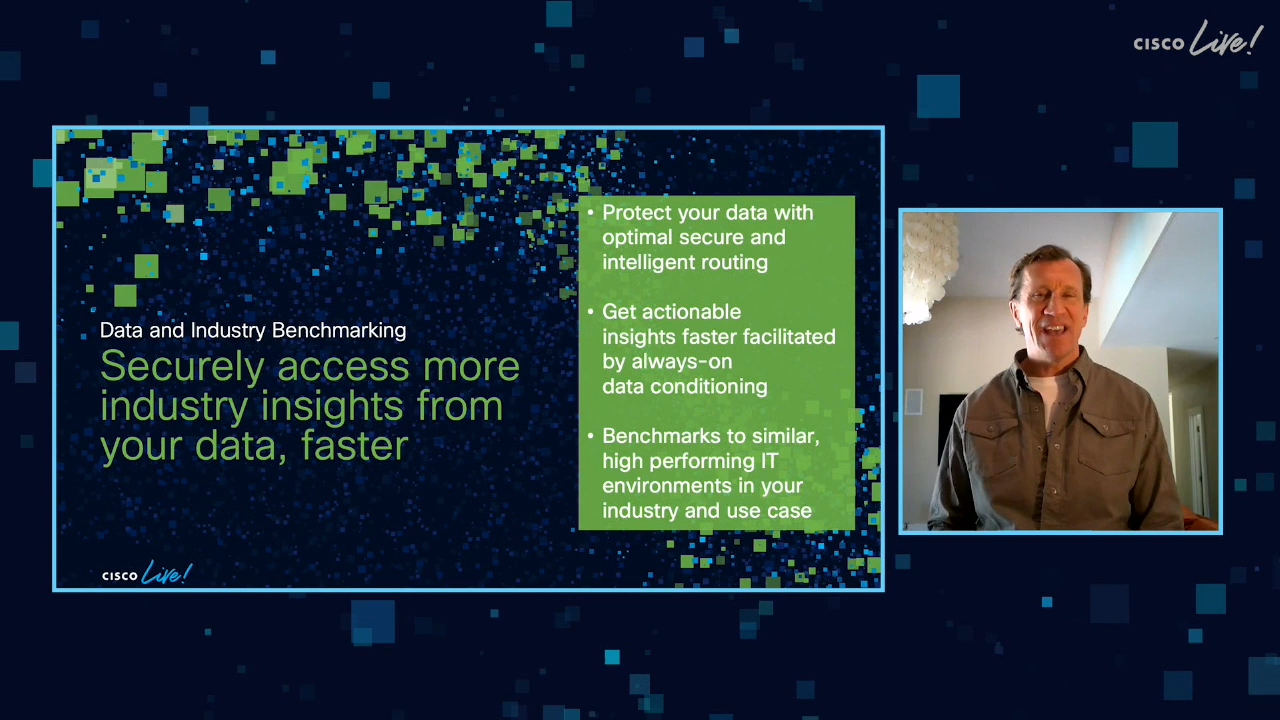 CISCO Live!
Data and Industry Benchmarking
Securely access more
industry insights from
your data, faster
• Protect your data with
optimal secure and
intelligent routing
• Get actionable
insights faster facilitated
by always-on
data conditioning
• Benchmarks to similar,
high performing IT
environments in your
industry and use case
CISCO Live!